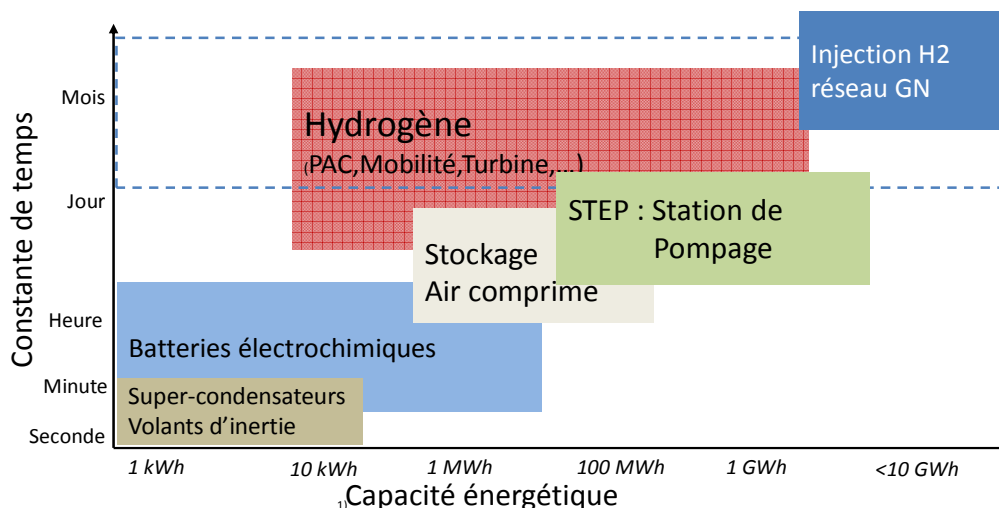 Injection H2
réseau GN
Mois
Hydrogène
(PAC,Mobilité,Turbine,...)
Constante de temps
Jour
STEP : Station de
Pompage
Stockage
Air comprimé
Heure
Batteries électrochimiques
Minute
Super-condensateurs
Volants d’inertie
Seconde
1 kWh 10 kWh 1 MWh 100 MWh 1 GWh <10 GWh
1)Capacité énergétique